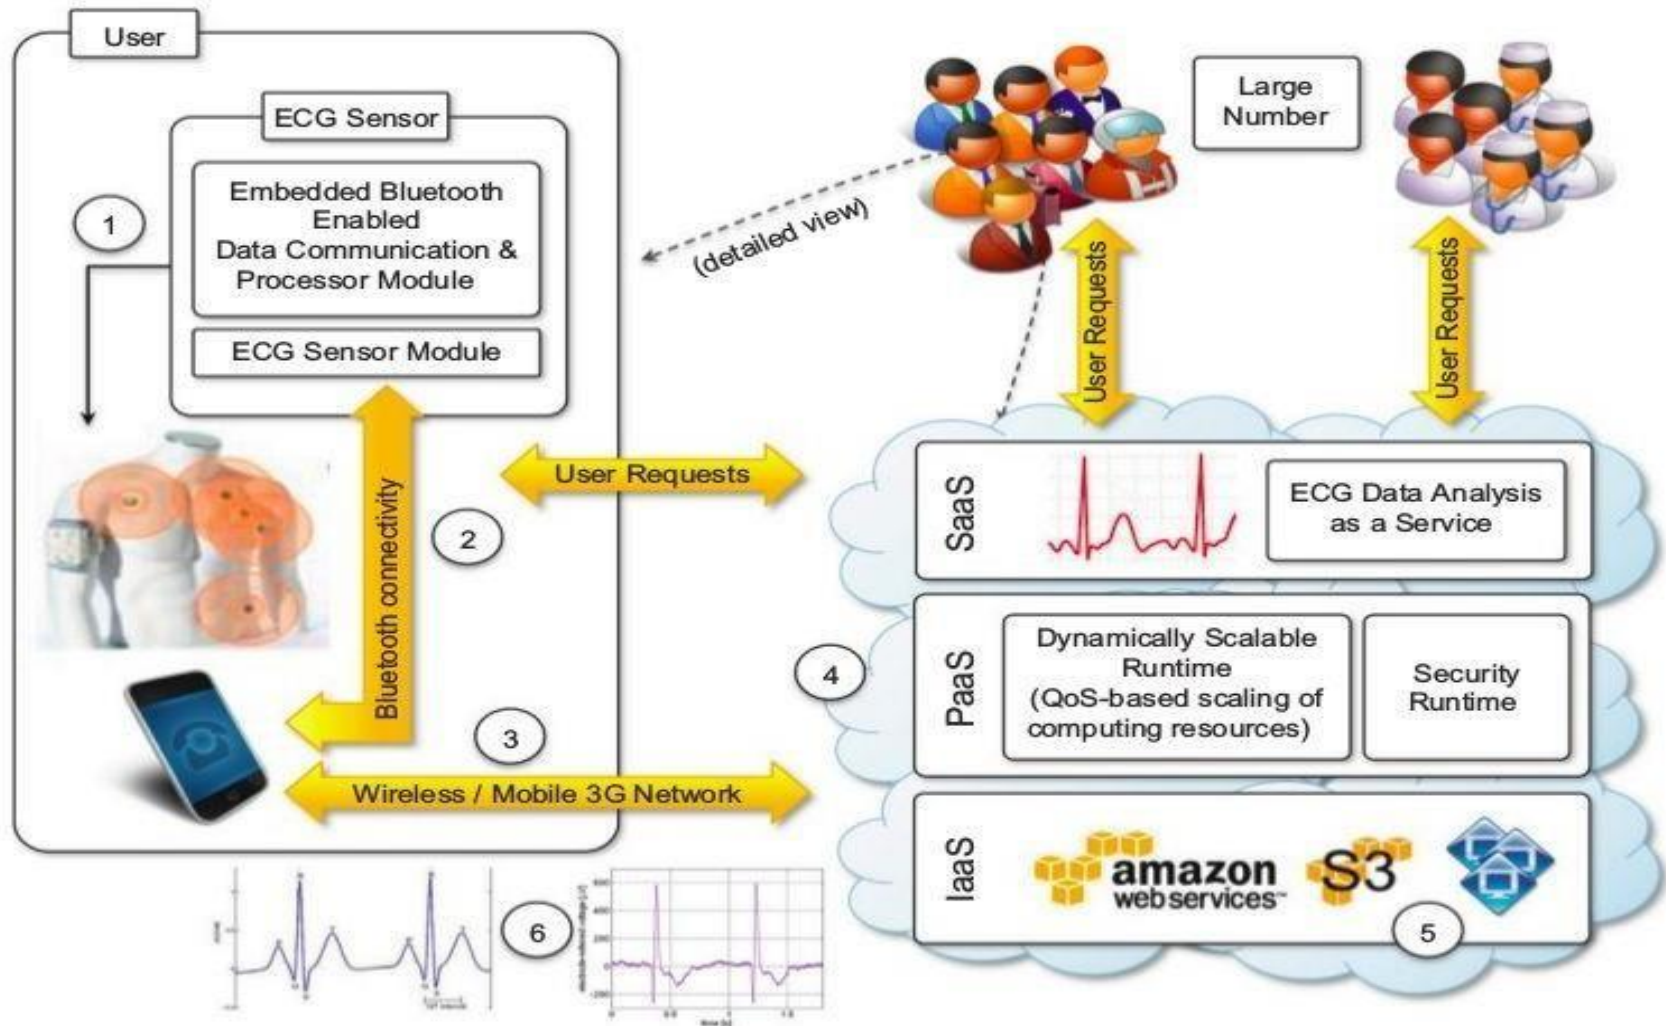 User
ECG Sensor
Embedded Bluetooth
Enabled
Data Communication &
Processor Module
ECG Sensor Module
1
Bluetooth connectivity
2
3
Wireless / Mobile 3G Network
User Requests
(detailed view)
Large
Number
User Requests
User Requests
SaaS
ECG Data Analysis
as a Service
4
PaaS
Dynamically Scalable
Runtime
(QoS-based scaling of
computing resources)
Security
Runtime
IaaS
amazon
webservices™
S3
5
6